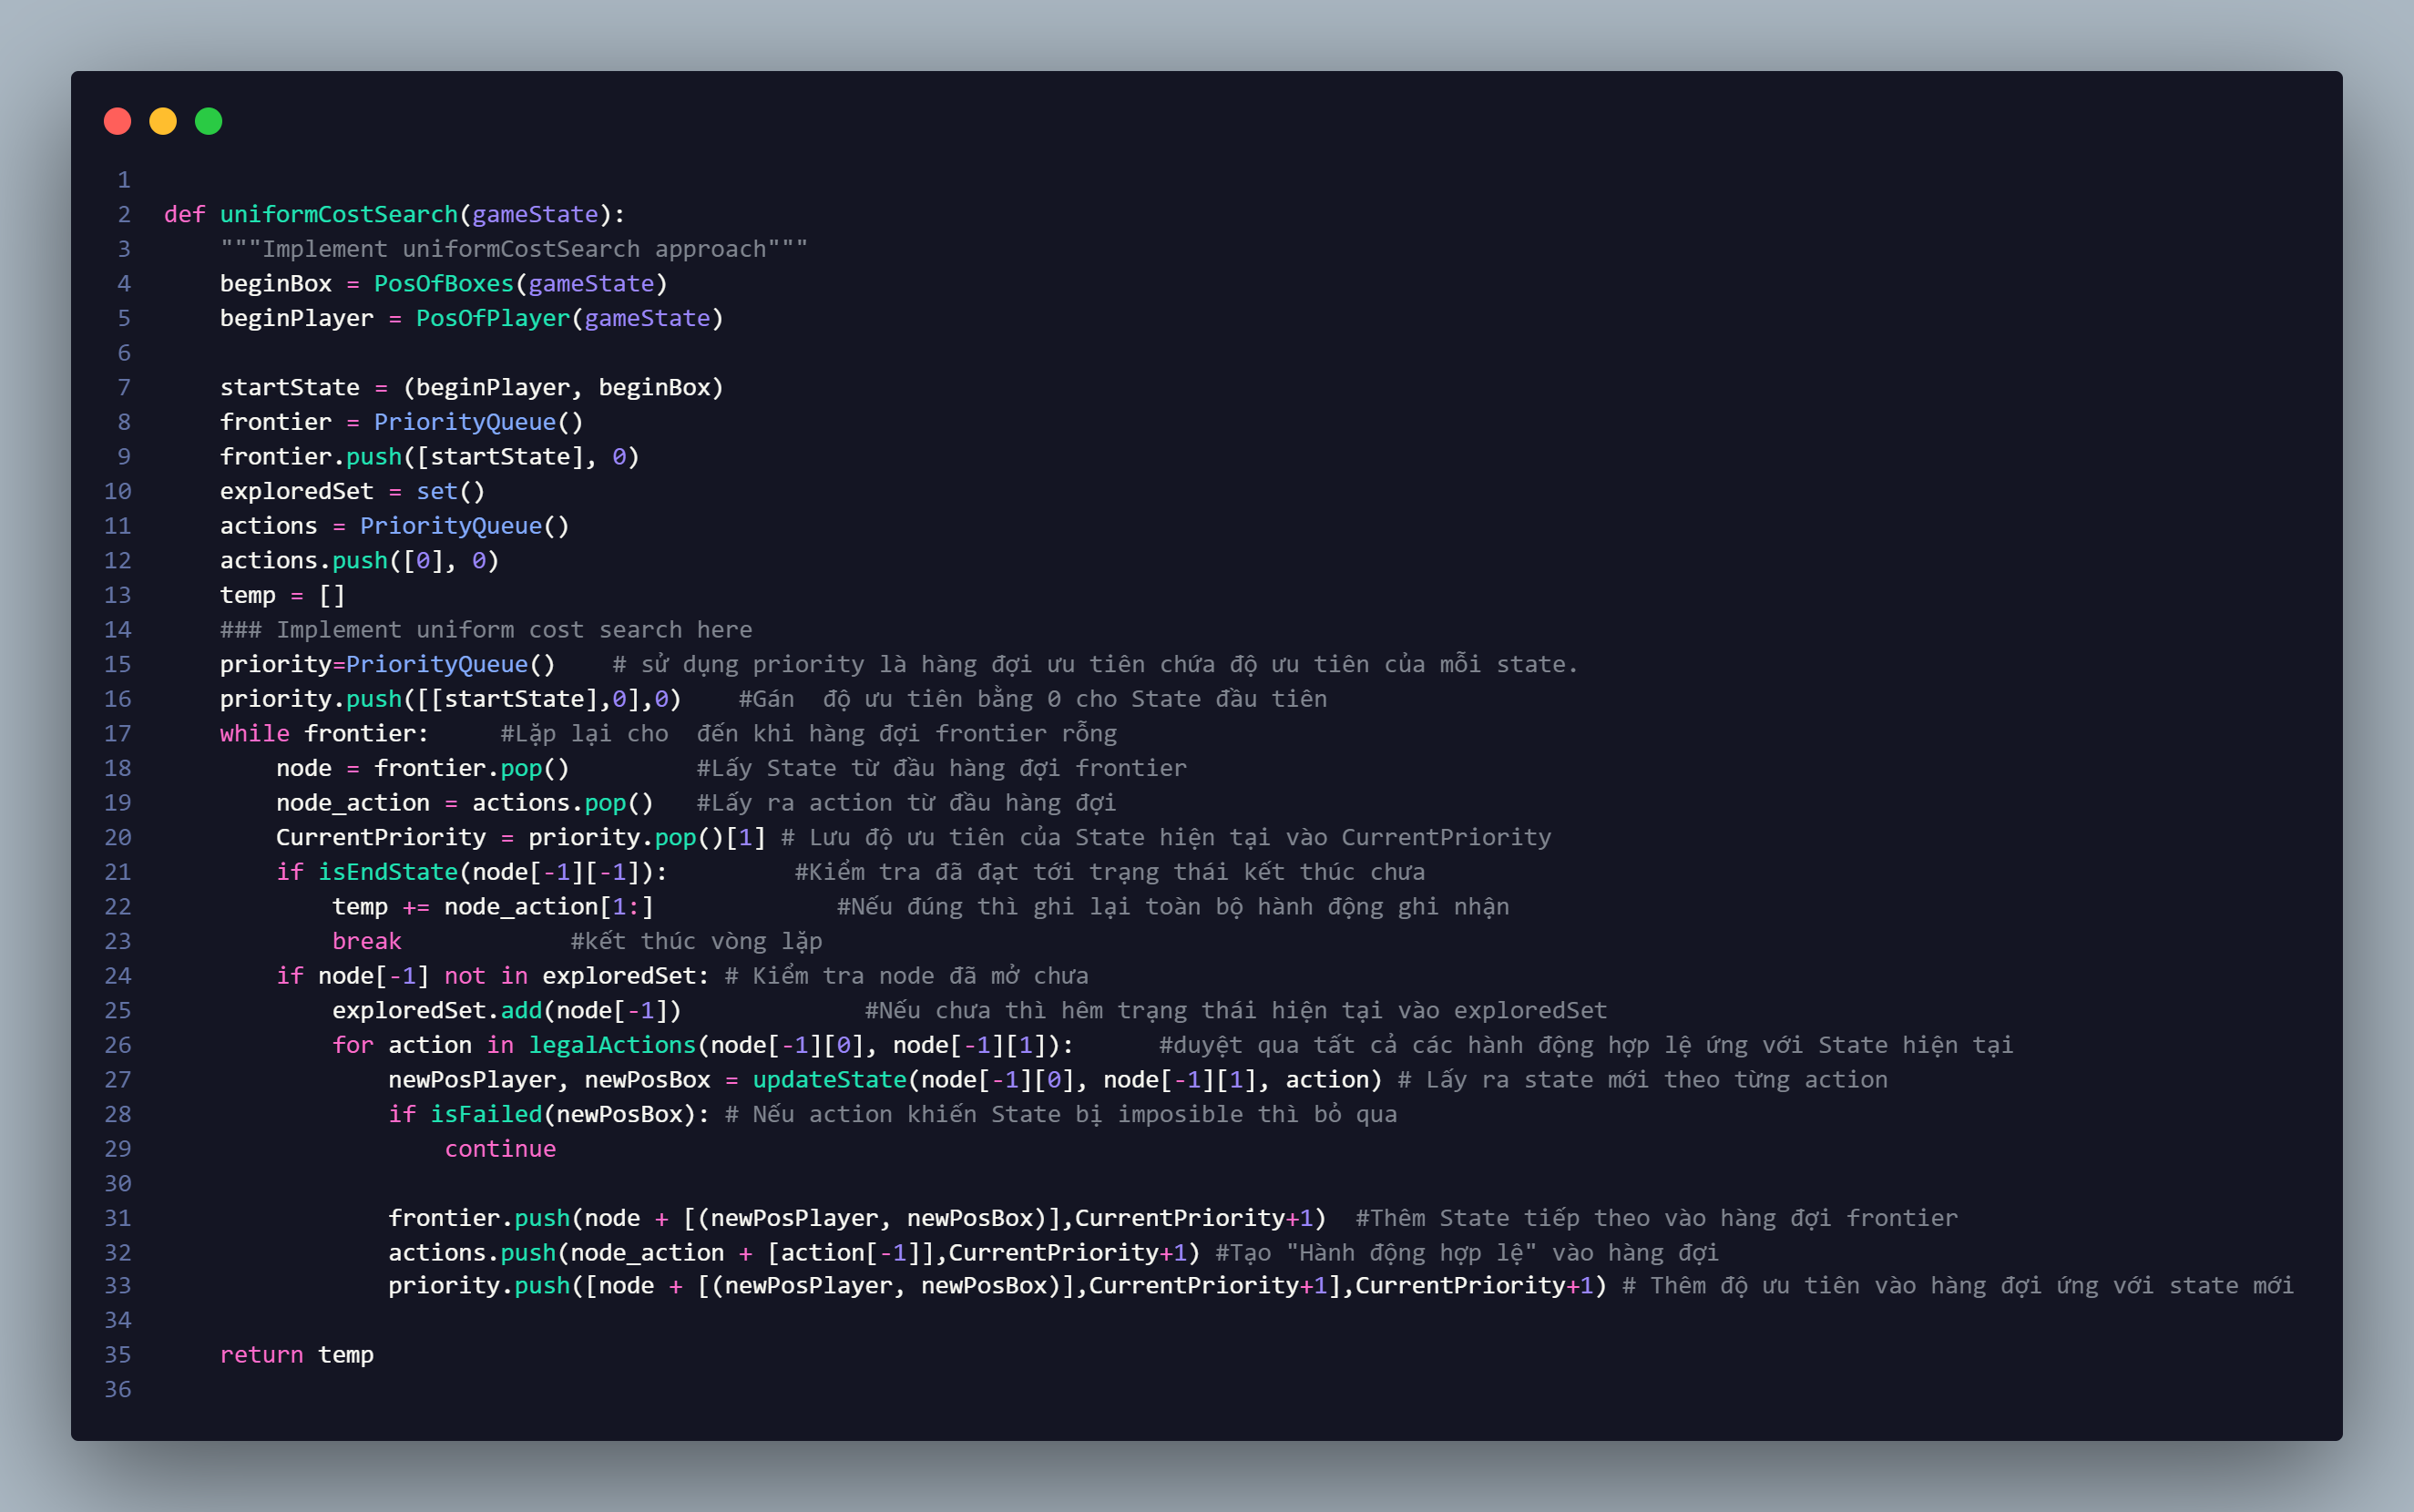 1
2 def uniformCostSearch(gameState):
3     """Implement uniformCostSearch approach"""
4     beginBox = PosOfBoxes(gameState)
5     beginPlayer = PosOfPlayer(gameState)
6
7     startState = (beginPlayer, beginBox)
8     frontier = PriorityQueue()
9     frontier.push([startState], 0)
10     exploredSet = set()
11     actions = PriorityQueue()
12     actions.push([0], 0)
13     temp = []
14     ### Implement uniform cost search here
15     priority=PriorityQueue()    # sử dụng priority là hàng đợi ưu tiên chứa độ ưu tiên của mỗi state.
16     priority.push([[startState],0],0)    #Gán  độ ưu tiên bằng 0 cho State đầu tiên
17     while frontier:     #Lặp lại cho  đến khi hàng đợi frontier rỗng
18         node = frontier.pop()         #Lấy State từ đầu hàng đợi frontier
19         node_action = actions.pop()   #Lấy ra action từ đầu hàng đợi
20         CurrentPriority = priority.pop()[1] # Lưu độ ưu tiên của State hiện tại vào CurrentPriority
21         if isEndState(node[-1][-1]):         #Kiểm tra đã đạt tới trạng thái kết thúc chưa
22             temp += node_action[1:]             #Nếu đúng thì ghi lại toàn bộ hành động ghi nhận
23             break            #kết thúc vòng lặp
24         if node[-1] not in exploredSet: # Kiểm tra node đã mở chưa
25             exploredSet.add(node[-1])             #Nếu chưa thì hêm trạng thái hiện tại vào exploredSet
26             for action in legalActions(node[-1][0], node[-1][1]):      #duyệt qua tất cả các hành động hợp lệ ứng với State hiện tại
27                 newPosPlayer, newPosBox = updateState(node[-1][0], node[-1][1], action) # Lấy ra state mới theo từng action
28                 if isFailed(newPosBox): # Nếu action khiến State bị imposible thì bỏ qua
29                     continue
30
31                 frontier.push(node + [(newPosPlayer, newPosBox)],CurrentPriority+1)  #Thêm State tiếp theo vào hàng đợi frontier
32                 actions.push(node_action + [action[-1]],CurrentPriority+1) #Tạo "Hành động hợp lệ" vào hàng đợi
33                 priority.push([node + [(newPosPlayer, newPosBox)],CurrentPriority+1],CurrentPriority+1) # Thêm độ ưu tiên vào hàng đợi ứng với state mới
34
35     return temp
36